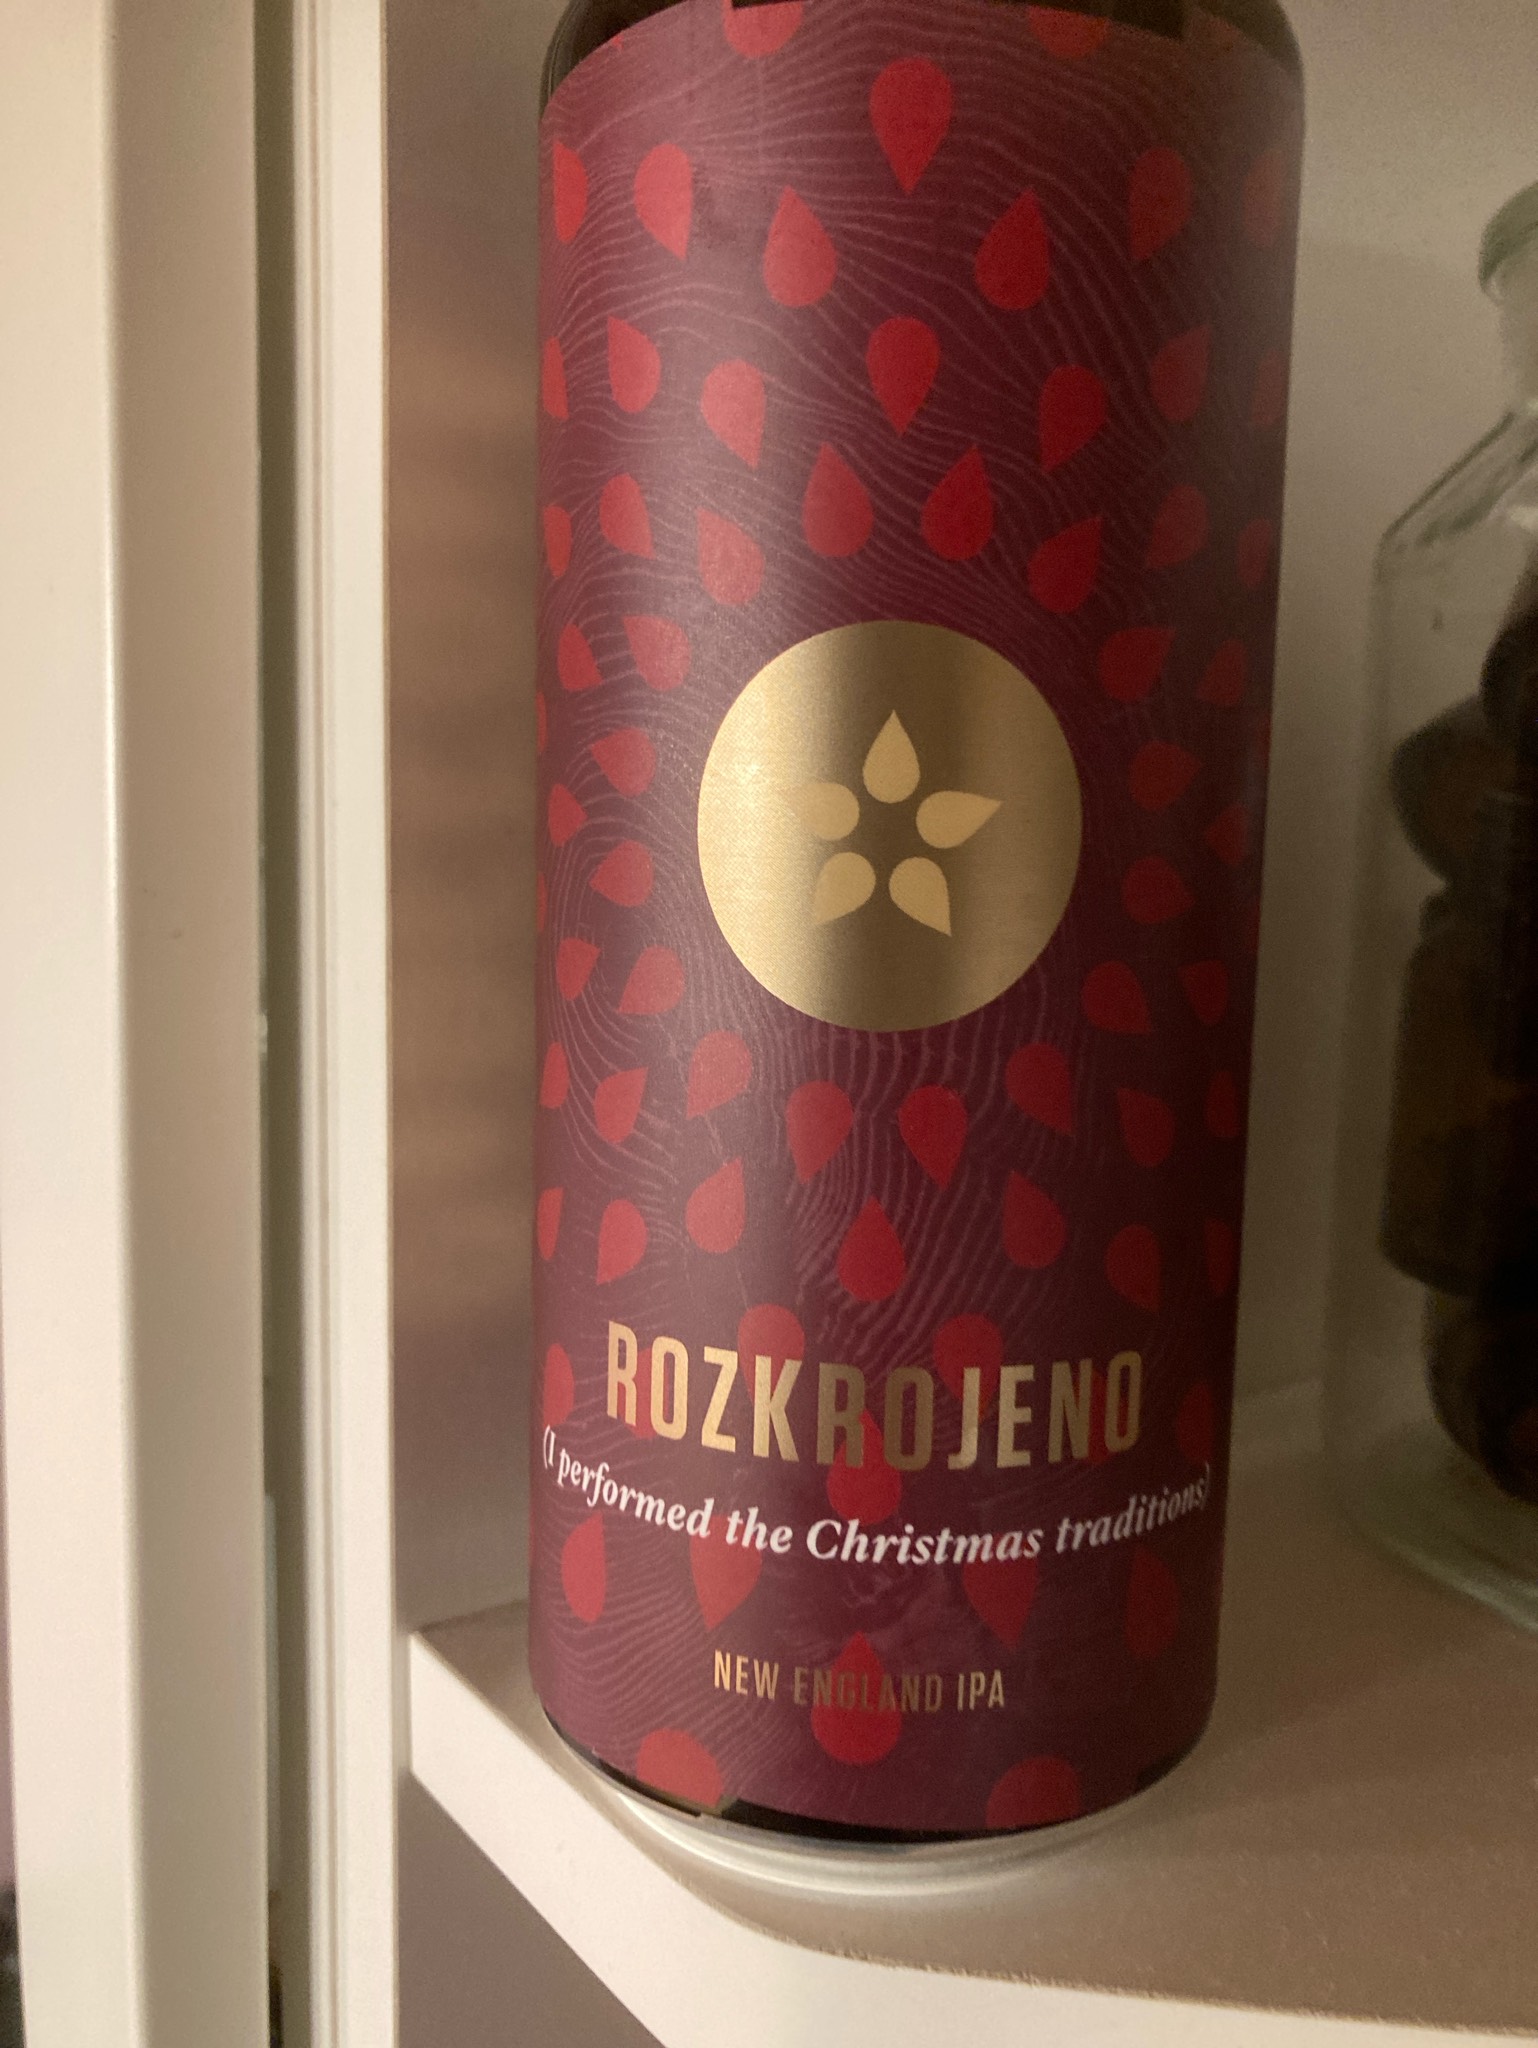 ROZKROJENO
(I performed the Christmas traditions)
NEW ENGLAND IPA